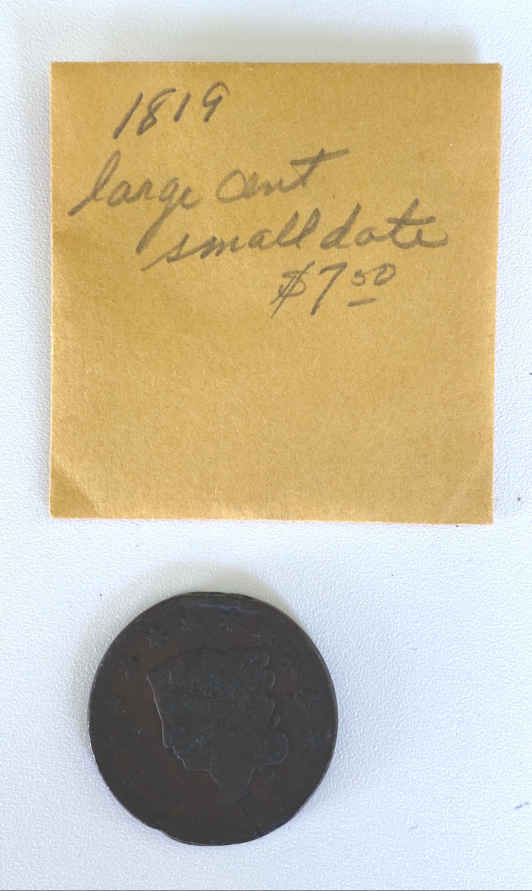 1819
large cent
small date
$7.50